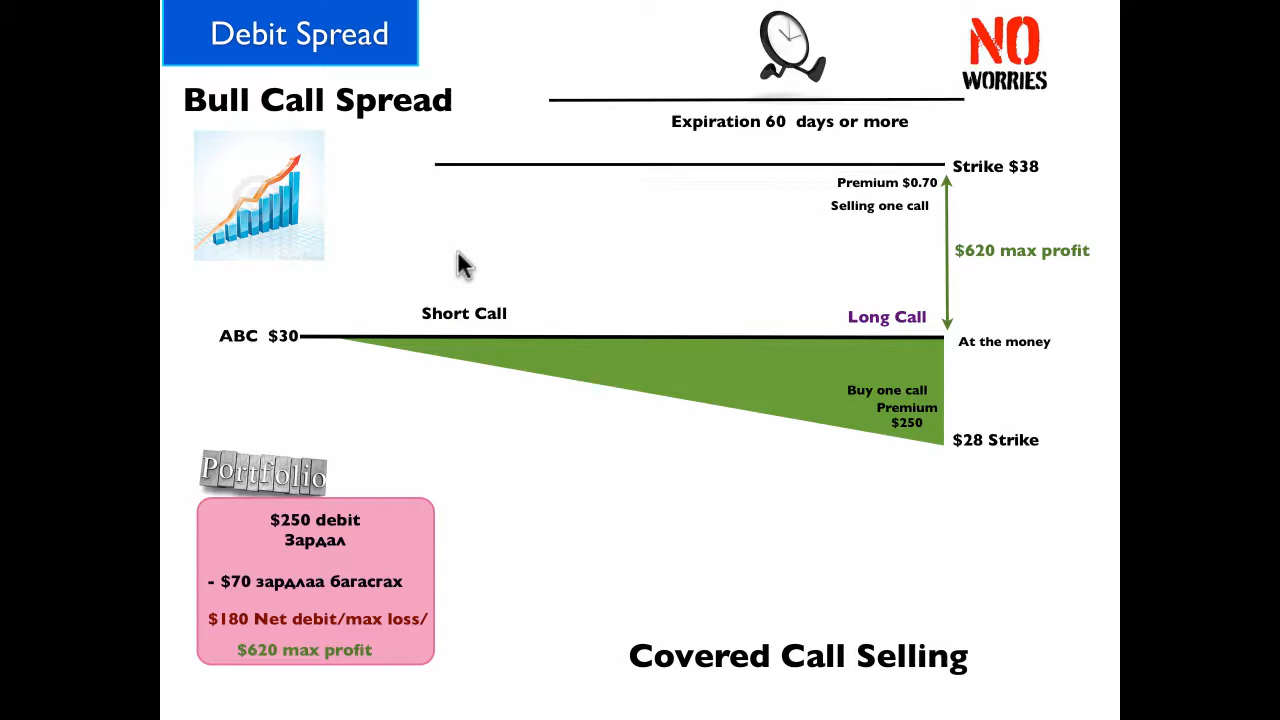 Debit Spread
NO
WORRIES
Bull Call Spread
Expiration 60 days or more
Strike $38
Premium $0.70
Selling one call
$620 max profit
Short Call
Long Call
ABC $30
At the money
Buy one call
Premium
$250
$28 Strike
Portfolio
$250 debit
Зардал
- $70 зардлаа багасгах
$180 Net debit/max loss/
$620 max profit
Covered Call Selling